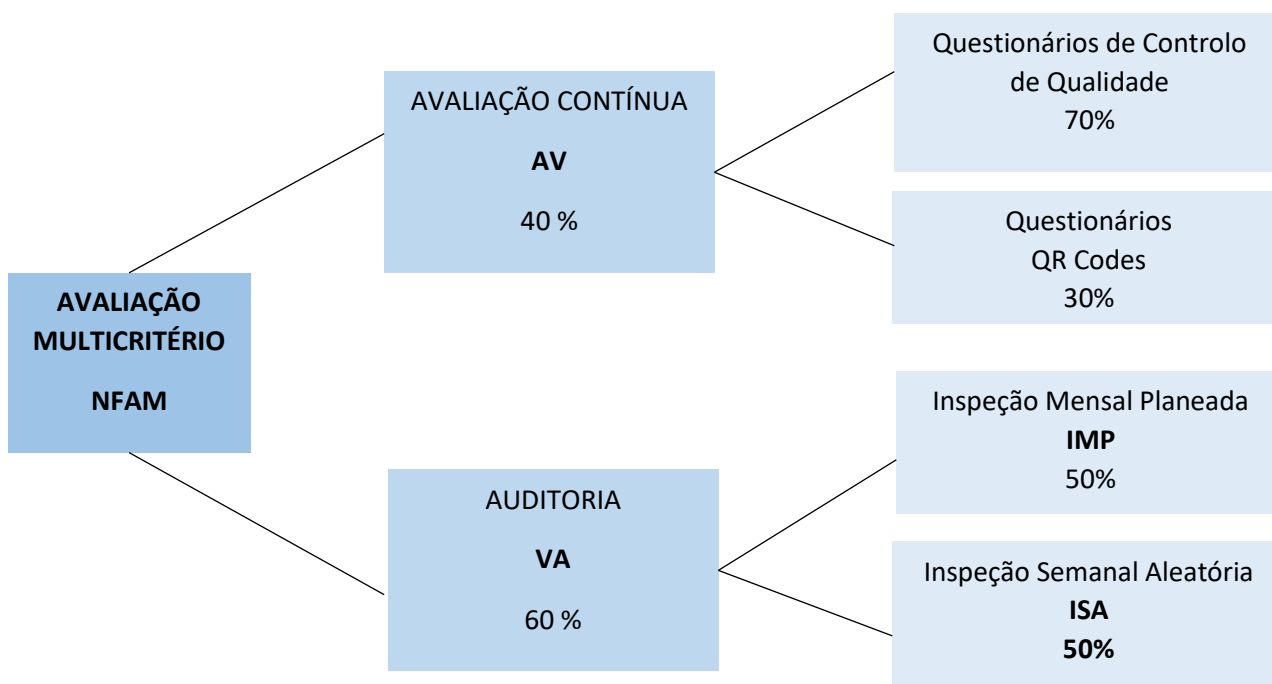 AVALIAÇÃO
MULTICRITÉRIO
NFAM
AVALIAÇÃO CONTÍNUA
AV
40 %
Questionários de Controlo
de Qualidade
70%
Questionários
QR Codes
30%
AUDITORIA
VA
60 %
Inspeção Mensal Planeada
IMP
50%
Inspeção Semanal Aleatória
ISA
50%